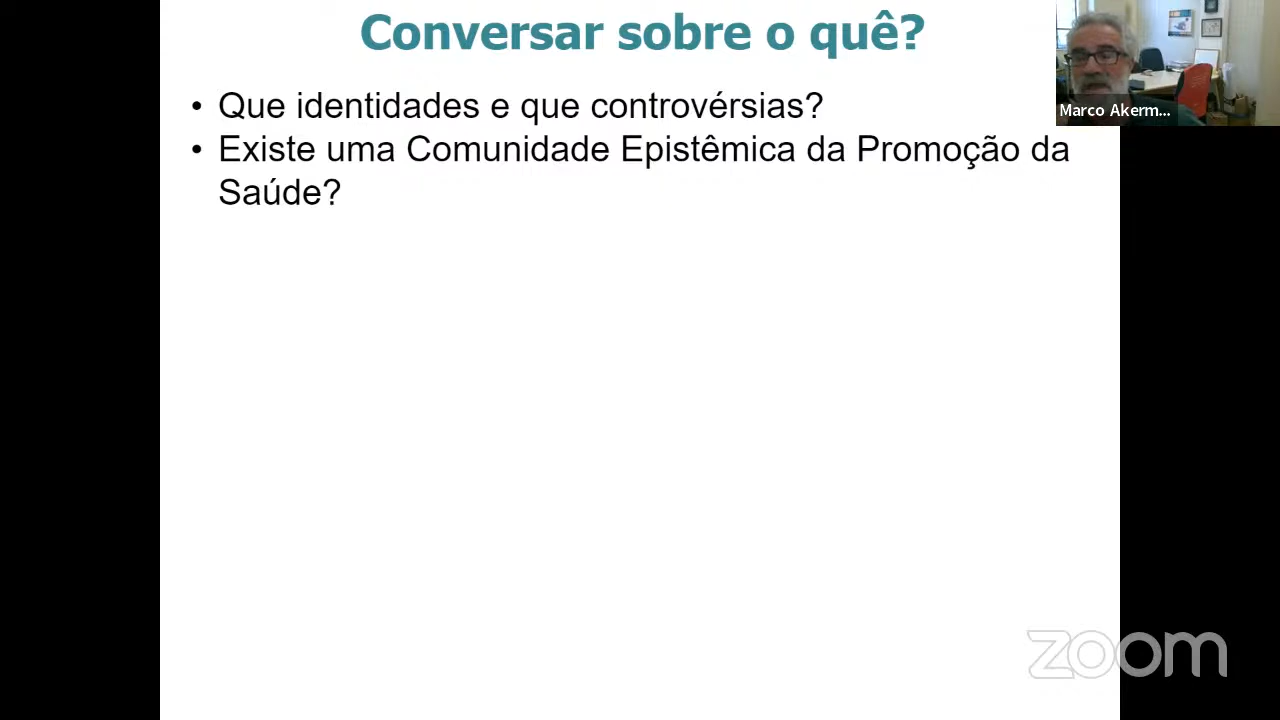 Conversar sobre o quê?
• Que identidades e que controvérsias?
• Existe uma Comunidade Epistêmica da Promoção da
Saúde?
Marco Akerm...
zoom